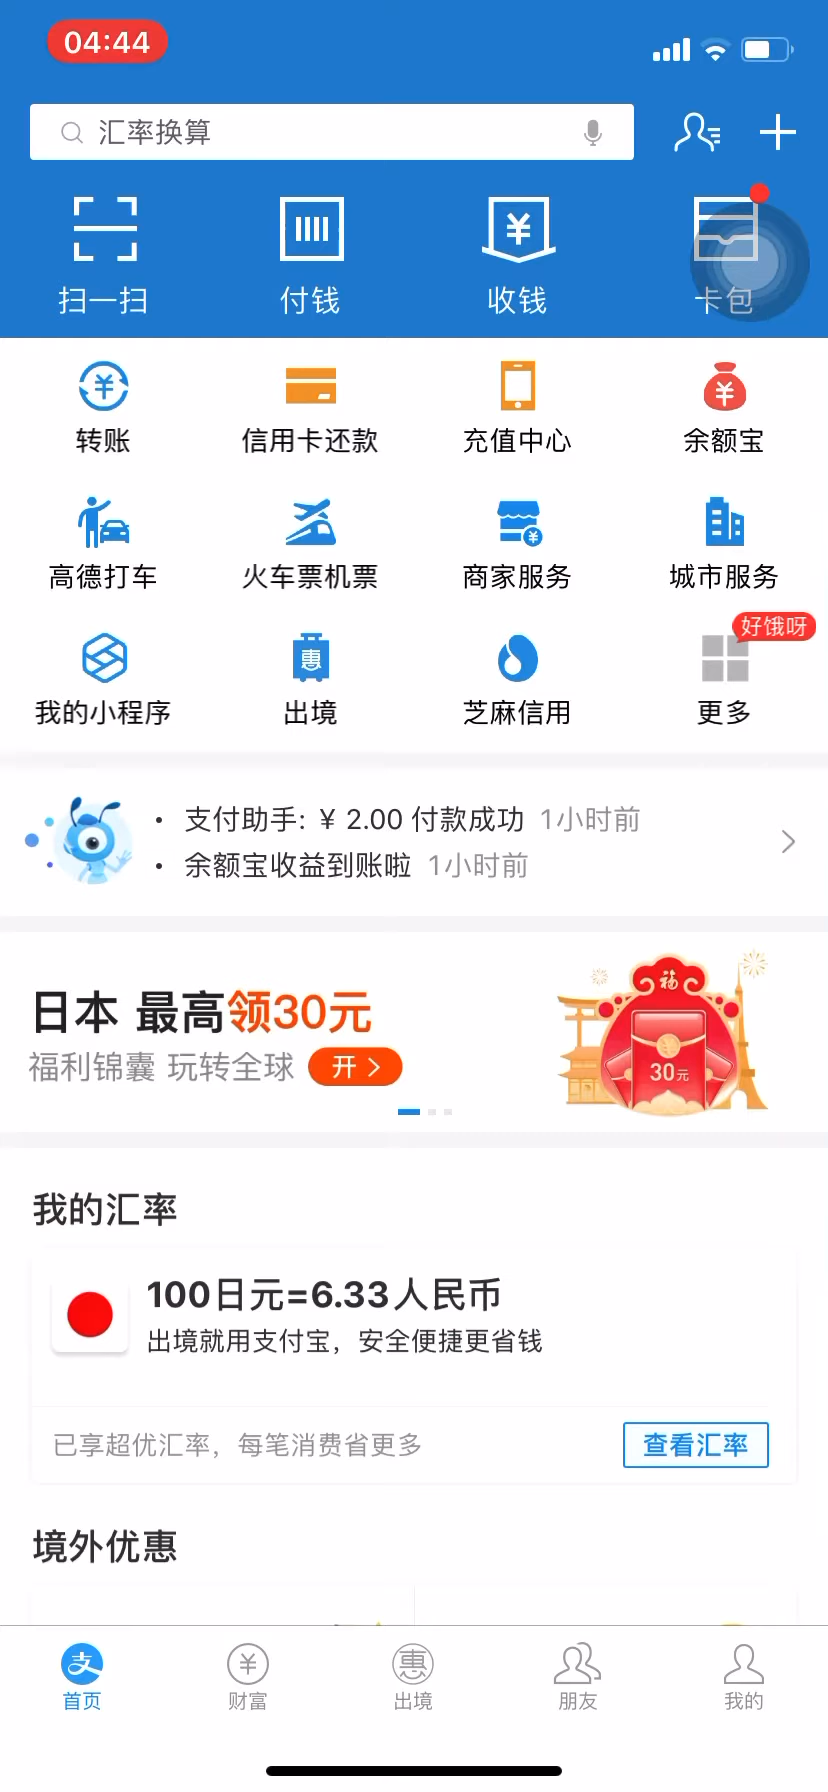 04:44
汇率换算
扫一扫 付钱 收钱 卡包
转账 信用卡还款 充值中心 余额宝
高德打车 火车票机票 商家服务 城市服务
好饿呀
惠
我的小程序 出境 芝麻信用 更多
· 支付助手: ¥ 2.00 付款成功 1小时前
· 余额宝收益到账啦 1小时前
日本 最高领30元
福利锦囊 玩转全球 开 >
福
30元
我的汇率
100日元=6.33人民币
出境就用支付宝，安全便捷更省钱
已享超优汇率，每笔消费省更多 查看汇率
境外优惠
支 ¥ 惠
首页 财富 出境 朋友 我的